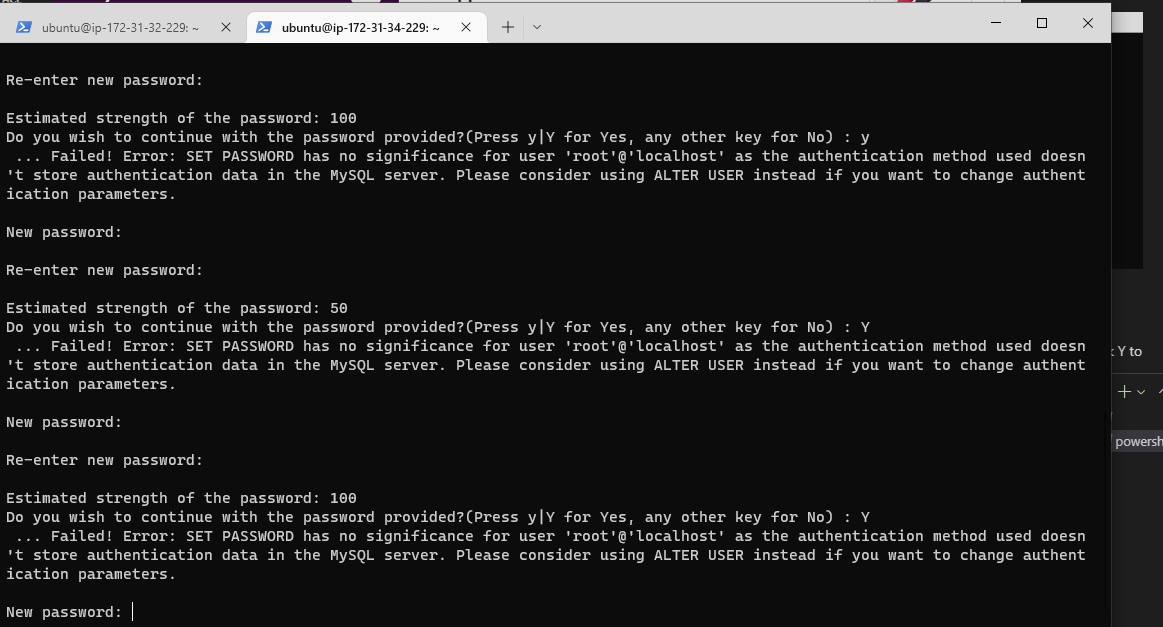 ubuntu@ip-172-31-32-229: ~
ubuntu@ip-172-31-34-229: ~
Re-enter new password:
Estimated strength of the password: 100
Do you wish to continue with the password provided?(Press y|Y for Yes, any other key for No) : y
... Failed! Error: SET PASSWORD has no significance for user 'root'@'localhost' as the authentication method used doesn
't store authentication data in the MySQL server. Please consider using ALTER USER instead if you want to change authent
ication parameters.
New password:
Re-enter new password:
Estimated strength of the password: 50
Do you wish to continue with the password provided?(Press y|Y for Yes, any other key for No) : Y
... Failed! Error: SET PASSWORD has no significance for user 'root'@'localhost' as the authentication method used doesn
't store authentication data in the MySQL server. Please consider using ALTER USER instead if you want to change authent
ication parameters.
New password:
Re-enter new password:
Estimated strength of the password: 100
Do you wish to continue with the password provided?(Press y|Y for Yes, any other key for No) : Y
... Failed! Error: SET PASSWORD has no significance for user 'root'@'localhost' as the authentication method used doesn
't store authentication data in the MySQL server. Please consider using ALTER USER instead if you want to change authent
ication parameters.
New password:
Y to
powersh